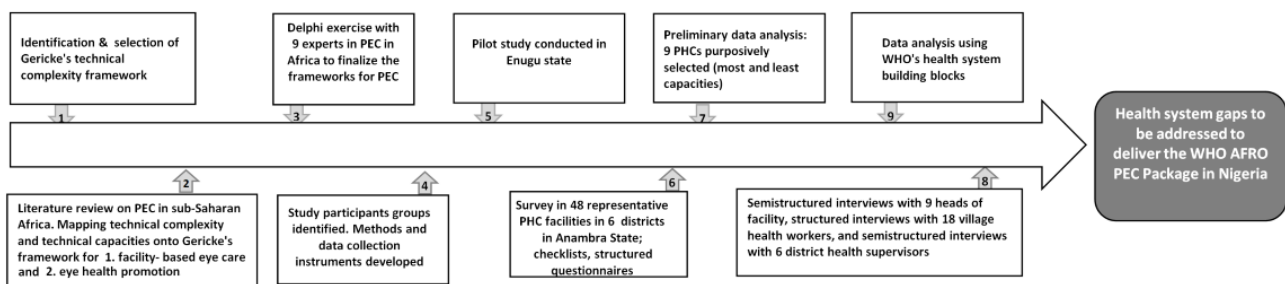 Identification & selection of
Gericke's technical
complexity framework
1
Literature review on PEC in sub-Saharan
Africa. Mapping technical complexity
and technical capacities onto Gericke's
framework for 1. facility- based eye care
and 2. eye health promotion
2
Delphi exercise with
9 experts in PEC in
Africa to finalize the
frameworks for PEC
3
Study participants groups
identified. Methods and
data collection
instruments developed
4
Pilot study conducted in
Enugu state
5
Survey in 48 representative
PHC facilities in 6 districts
in Anambra State;
checklists, structured
questionnaires
6
Preliminary data analysis:
9 PHCs purposively
selected (most and least
capacities)
7
Semistructured interviews with 9 heads of
facility, structured interviews with 18 village
health workers, and semistructured interviews
with 6 district health supervisors
8
Data analysis using
WHO's health system
building blocks
9
Health system gaps to
be addressed to
deliver the WHO AFRO
PEC Package in Nigeria